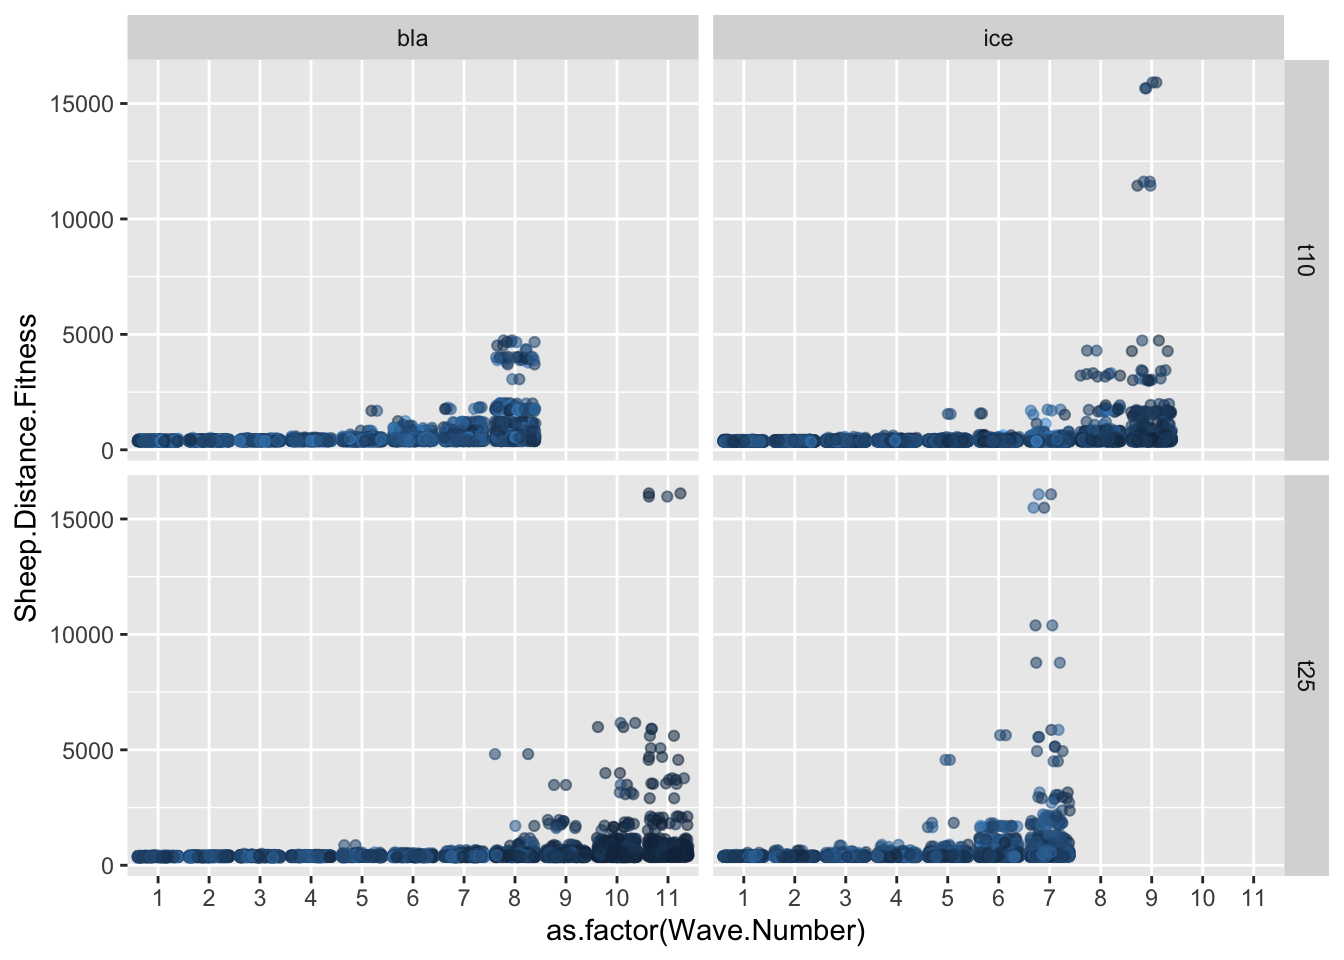 bla ice
15000
10000
5000
0
t10
15000
10000
5000
0
t25
Sheep.Distance.Fitness
1 2 3 4 5 6 7 8 9 10 11 1 2 3 4 5 6 7 8 9 10 11
as.factor(Wave.Number)